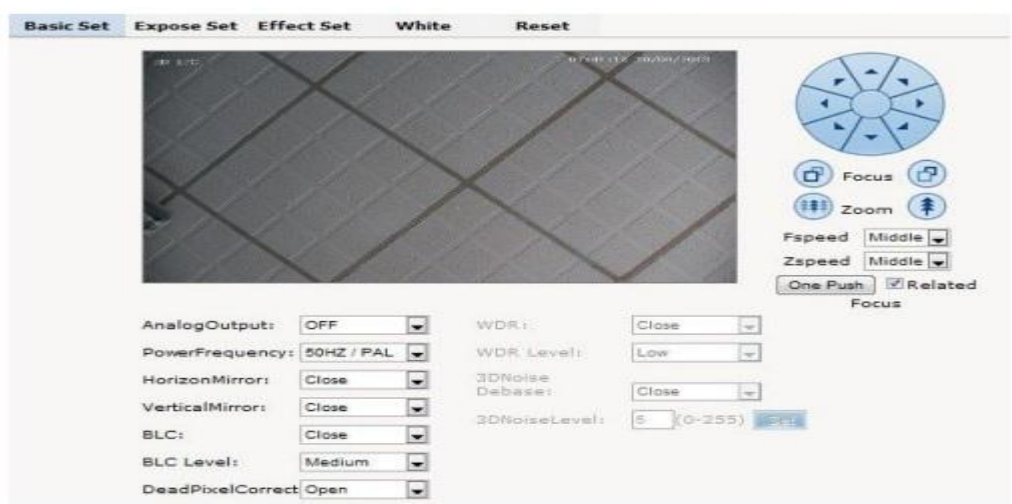 Basic Set Expose Set Effect Set White Reset
Focus
Zoom
Fspeed Middle
Zspeed Middle
One Push Related
Focus
AnalogOutput: OFF
PowerFrequency: 50HZ / PAL
HorizonMirror: Close
VerticalMirror: Close
BLC: Close
BLC Level: Medium
DeadPixelCorrect Open
WDR: Close
WDR Level: Low
3DNoise
Debase: Close
3DNoiseLevel: 5 (0-255) Set